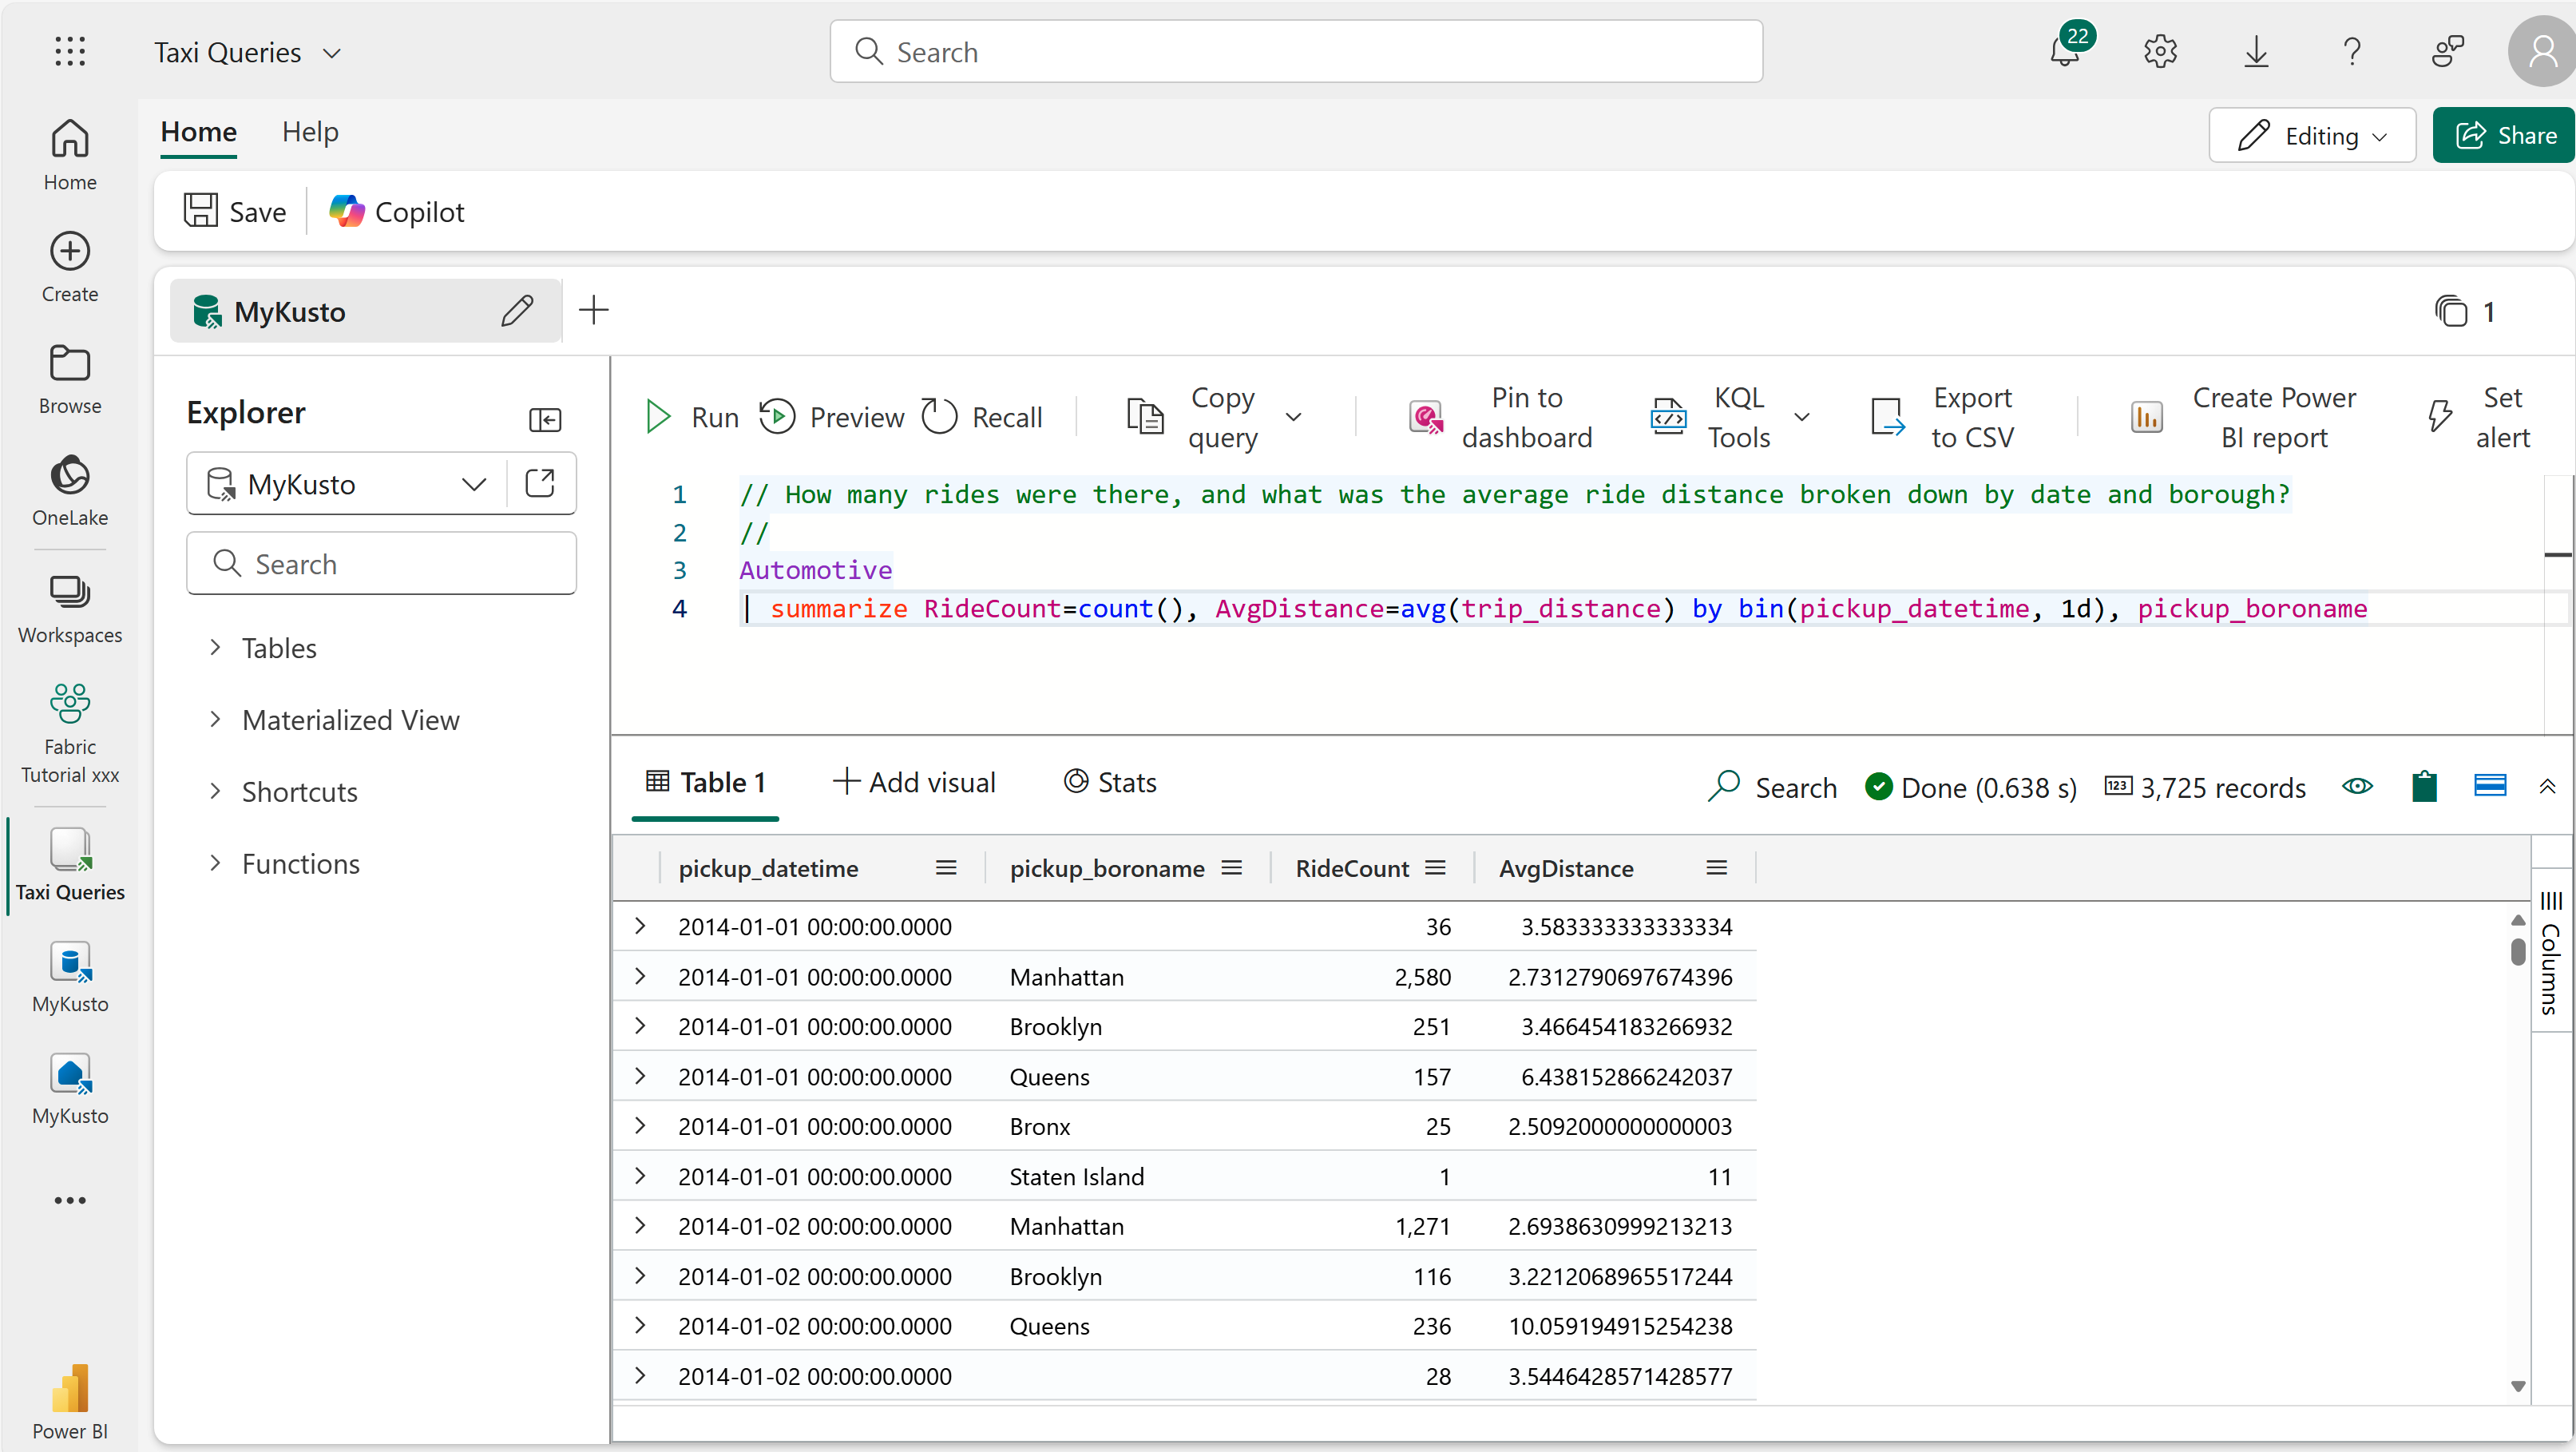 Taxi Queries
Search
22
Home
Help
Editing
Share
Save
Copilot
Home
Create
Browse
OneLake
Workspaces
Fabric
Tutorial xxx
Taxi Queries
MyKusto
MyKusto
Power BI
MyKusto
1
Explorer
MyKusto
Search
Tables
Materialized View
Shortcuts
Functions
Run
Preview
Recall
Copy
query
Pin to
dashboard
KQL
Tools
Export
to CSV
Create Power
BI report
Set
alert
1 // How many rides were there, and what was the average ride distance broken down by date and borough?
2 //
3 Automotive
4 | summarize RideCount=count(), AvgDistance=avg(trip_distance) by bin(pickup_datetime, 1d), pickup_boroname
Table 1
Add visual
Stats
Search
Done (0.638 s)
123 3,725 records
pickup_datetime pickup_boroname RideCount AvgDistance
2014-01-01 00:00:00.0000 36 3.583333333333334
2014-01-01 00:00:00.0000 Manhattan 2,580 2.7312790697674396
2014-01-01 00:00:00.0000 Brooklyn 251 3.466454183266932
2014-01-01 00:00:00.0000 Queens 157 6.438152866242037
2014-01-01 00:00:00.0000 Bronx 25 2.5092000000000003
2014-01-01 00:00:00.0000 Staten Island 1 11
2014-01-02 00:00:00.0000 Manhattan 1,271 2.6938630999213213
2014-01-02 00:00:00.0000 Brooklyn 116 3.2212068965517244
2014-01-02 00:00:00.0000 Queens 236 10.059194915254238
2014-01-02 00:00:00.0000 28 3.5446428571428577
Columns